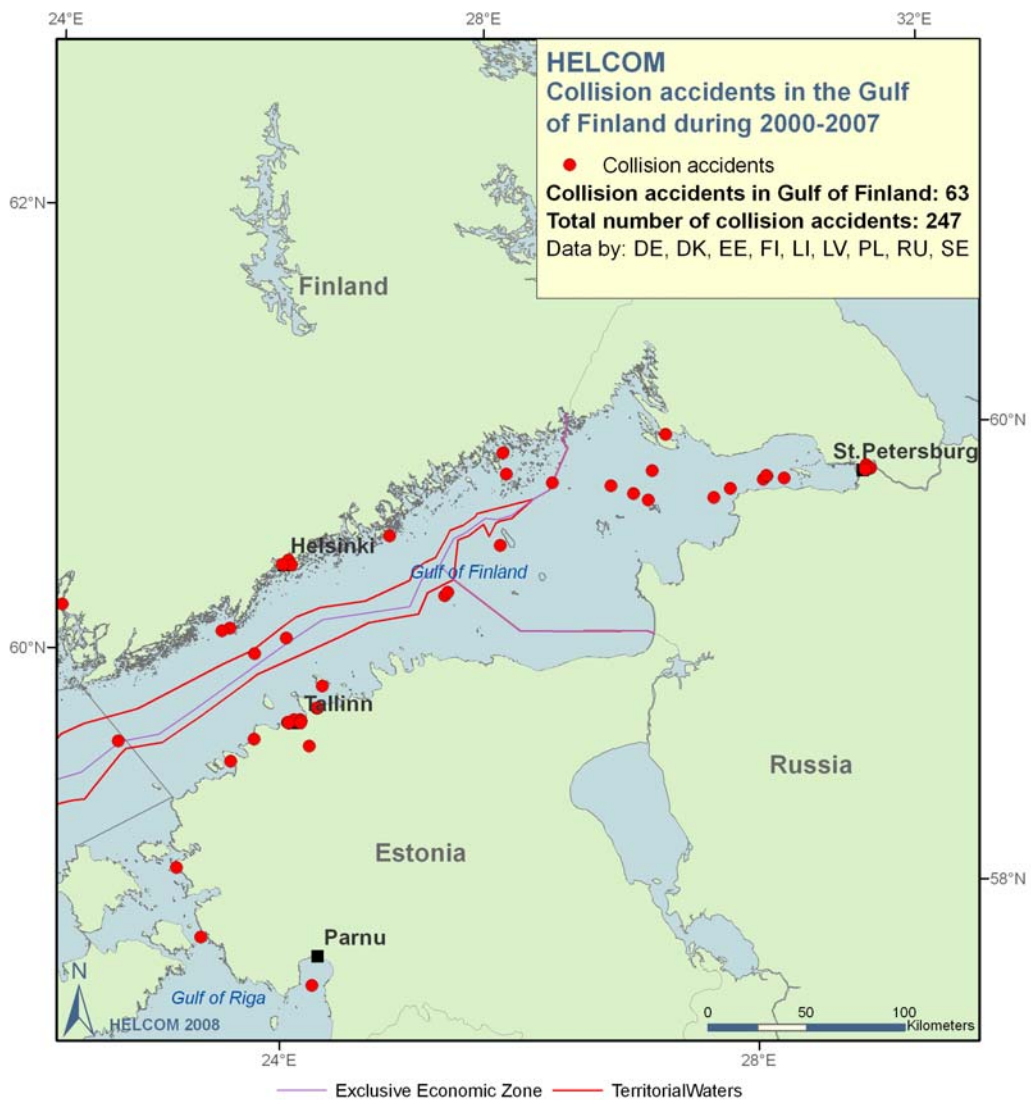 24°E
28°E
32°E
HELCOM
Collision accidents in the Gulf
of Finland during 2000-2007
Collision accidents
Collision accidents in Gulf of Finland: 63
Total number of collision accidents: 247
Data by: DE, DK, EE, FI, LI, LV, PL, RU, SE
62°N
Finland
60°N
St.Petersburg
Helsinki
Gulf of Finland
60°N
Tallinn
Russia
Estonia
58°N
Parnu
N
Gulf of Riga
HELCOM 2008
0 50 100
Kilometers
24°E
28°E
Exclusive Economic Zone
TerritorialWaters